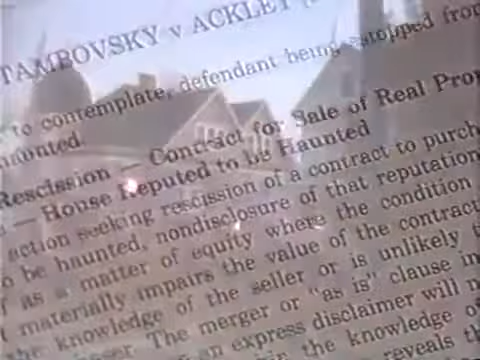 TAMBOVSKY v ACKLEY
to contemplate, defendant being estopped from
haunted.
Rescission — Contract for Sale of Real Prop
— House Reputed to be Haunted
action seeking rescission of a contract to purch
o be haunted, nondisclosure of that reputation
f as a matter of equity where the condition
t materially impairs the value of the contract
the knowledge of the seller or is unlikely t
The merger or "as is" clause in
an express disclaimer will n
in the knowledge of
reveals th